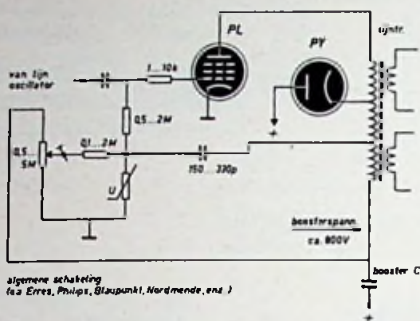 PL
lijntr.
PY
1...10k
van lijn
oscillator
0,5...2M
0,5...
5M
0,1...2M
150...330p
U
boosterspann.
ca. 800V
booster C
algemene schakeling
(o.a. Erres, Philips, Blaupunkt, Nordmende, enz.)